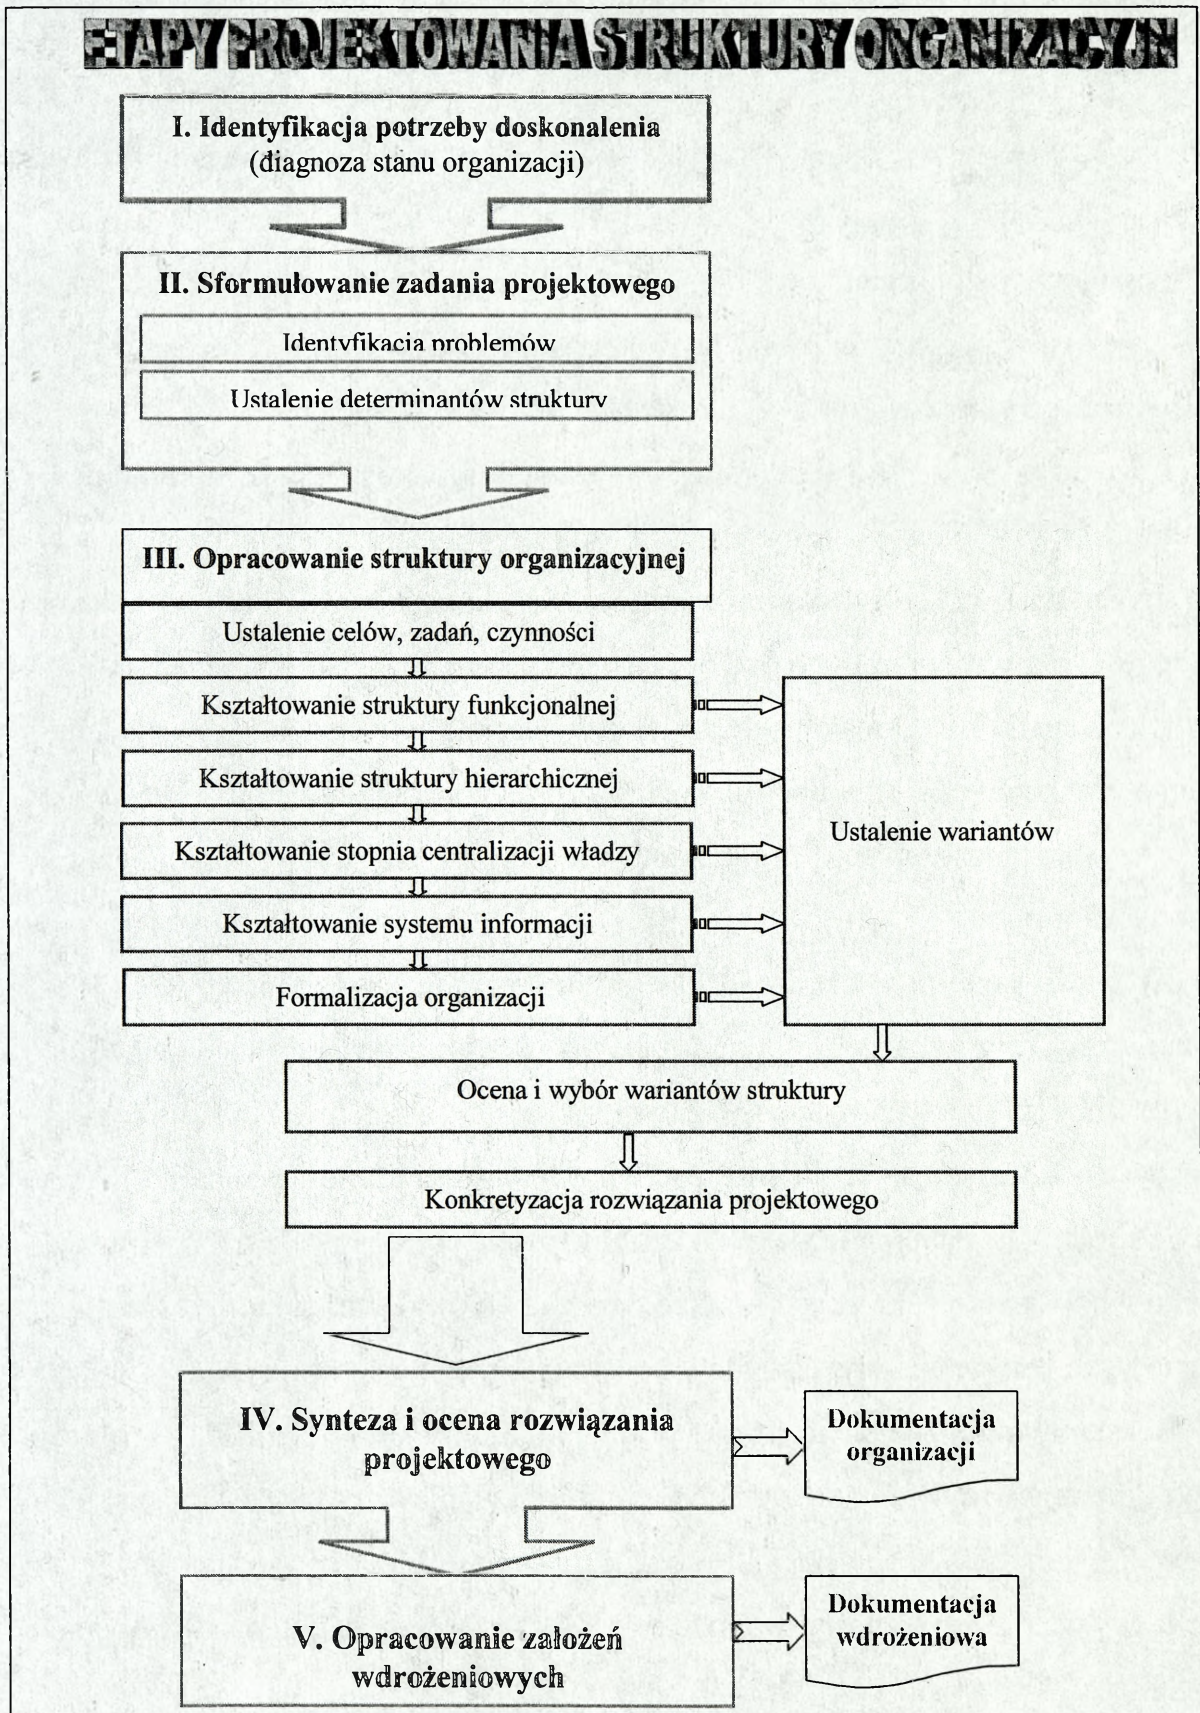 ETAPY PROJEKTOWANIA STRUKTURY ORGANIZACYJN
I. Identyfikacja potrzeby doskonalenia
(diagnoza stanu organizacji)
II. Sformułowanie zadania projektowego
Identyfikacja problemów
Ustalenie determinantów struktury
III. Opracowanie struktury organizacyjnej
Ustalenie celów, zadań, czynności
Kształtowanie struktury funkcjonalnej
Kształtowanie struktury hierarchicznej
Kształtowanie stopnia centralizacji władzy
Kształtowanie systemu informacji
Formalizacja organizacji
Ustalenie wariantów
Ocena i wybór wariantów struktury
Konkretyzacja rozwiązania projektowego
IV. Synteza i ocena rozwiązania
projektowego
Dokumentacja
organizacji
V. Opracowanie założeń
wdrożeniowych
Dokumentacja
wdrożeniowa